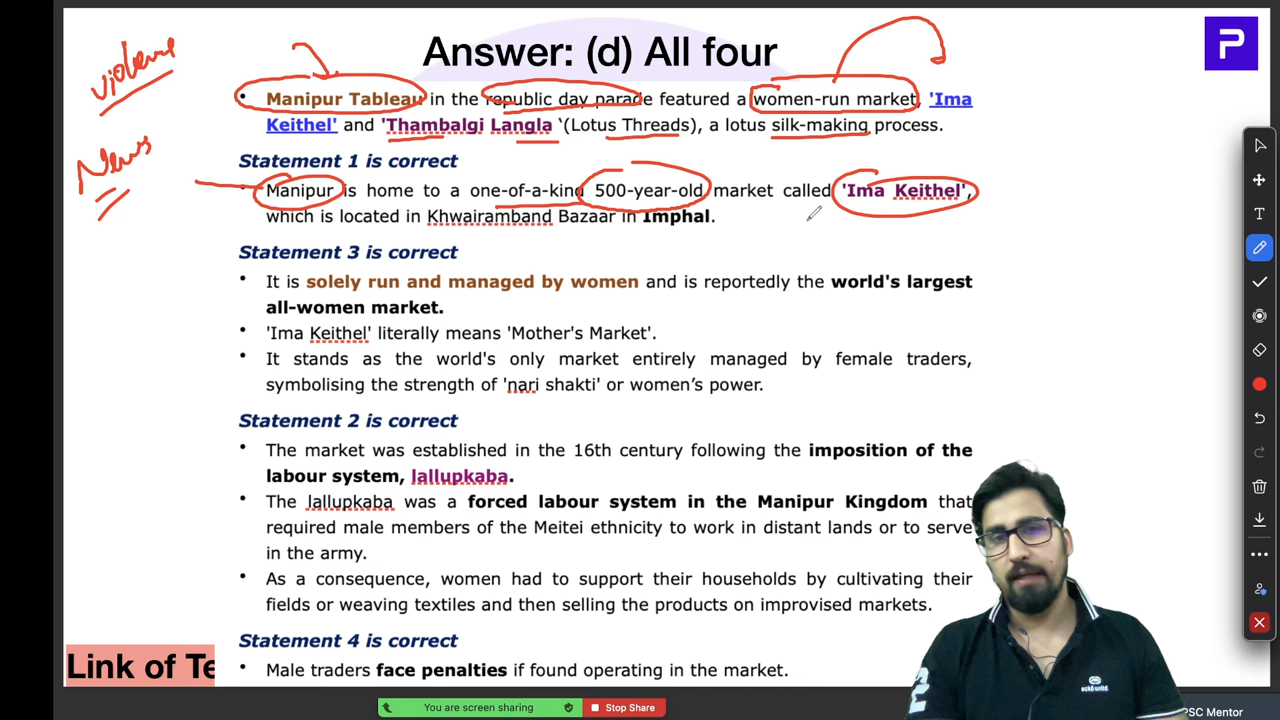 Answer: (d) All four
P
violence
News
• Manipur Tableau in the republic day parade featured a women-run market, 'Ima
Keithel' and 'Thambalgi Langla '(Lotus Threads), a lotus silk-making process.
Statement 1 is correct
• Manipur is home to a one-of-a-kind 500-year-old market called 'Ima Keithel',
which is located in Khwairamband Bazaar in Imphal.
Statement 3 is correct
• It is solely run and managed by women and is reportedly the world's largest
all-women market.
• 'Ima Keithel' literally means 'Mother's Market'.
• It stands as the world's only market entirely managed by female traders,
symbolising the strength of 'nari shakti' or women’s power.
Statement 2 is correct
• The market was established in the 16th century following the imposition of the
labour system, lallupkaba.
• The lallupkaba was a forced labour system in the Manipur Kingdom that
required male members of the Meitei ethnicity to work in distant lands or to serve
in the army.
• As a consequence, women had to support their households by cultivating their
fields or weaving textiles and then selling the products on improvised markets.
Statement 4 is correct
• Male traders face penalties if found operating in the market.
Link of Te
You are screen sharing
Stop Share
PSC Mentor
ecko unltd
2
T